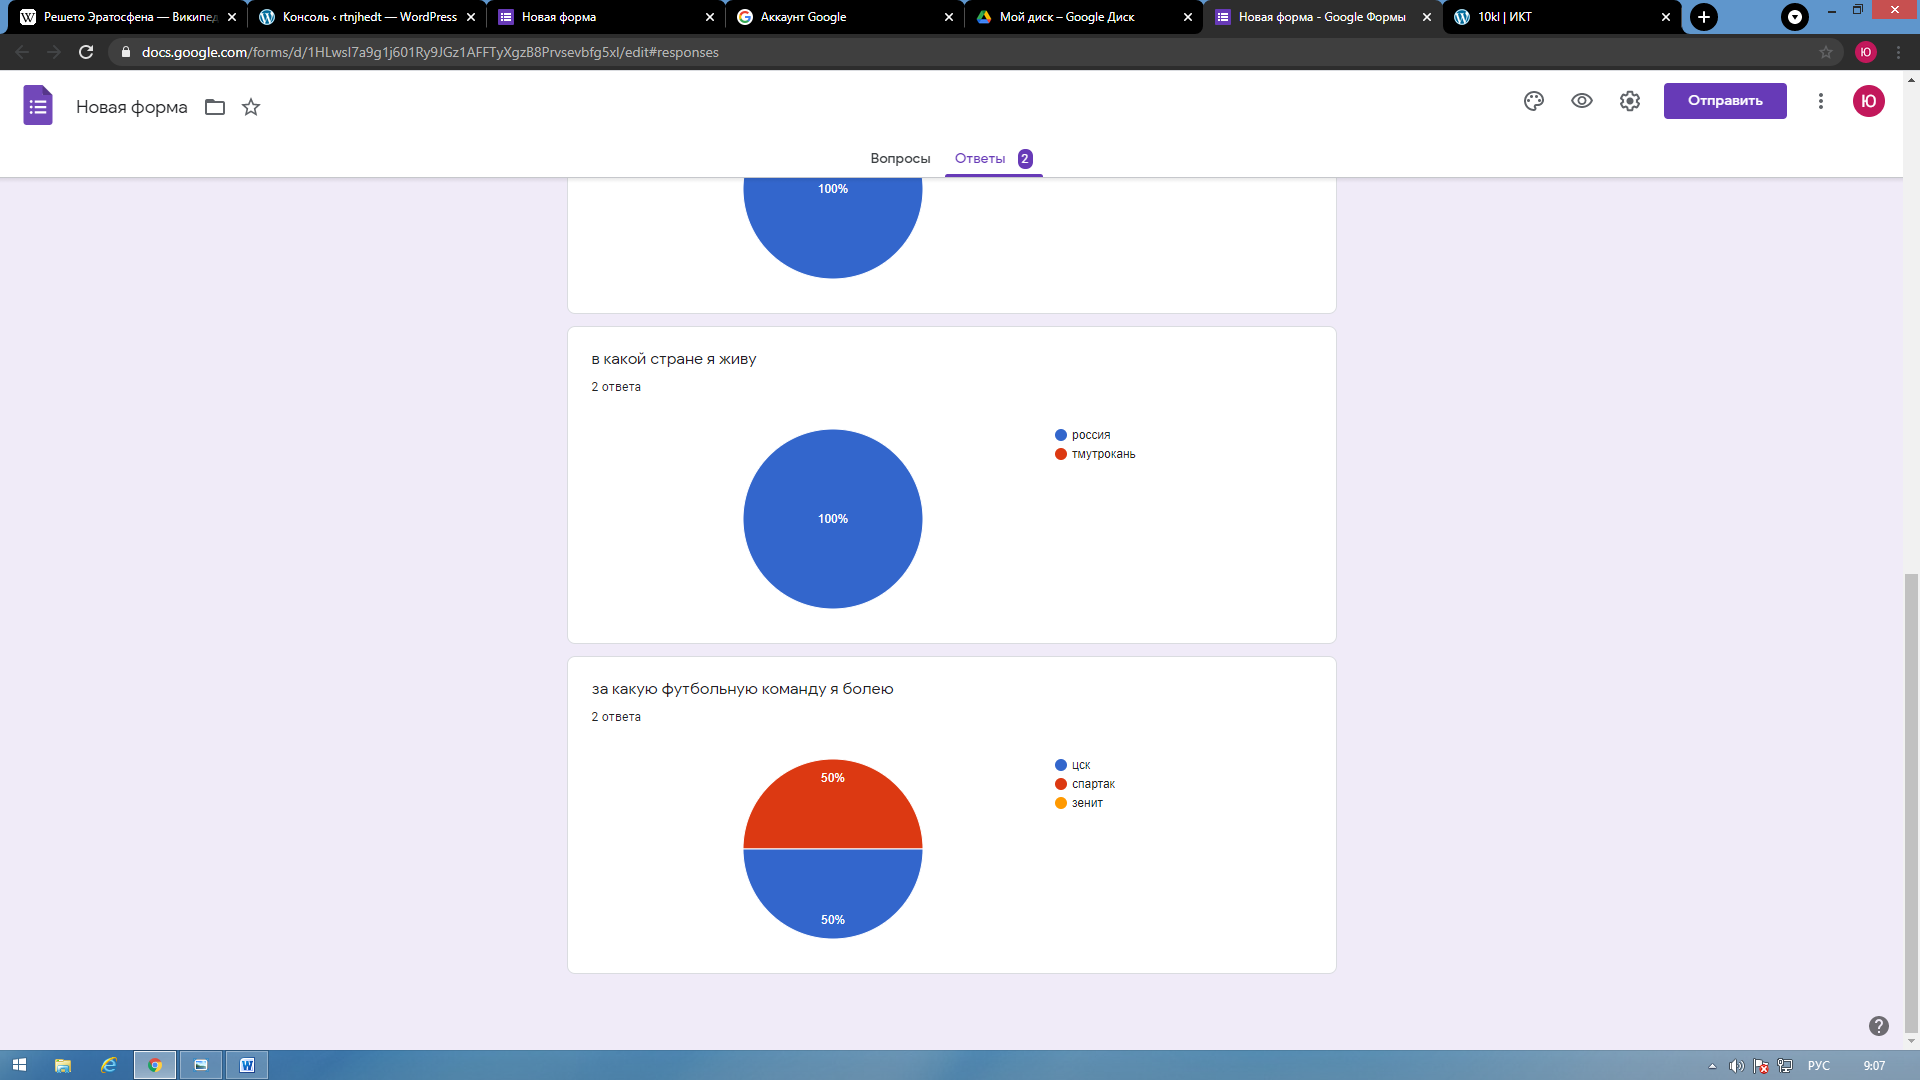 Решето Эратосфена — Википед
Консоль ‹ rtnjhedt — WordPress
Новая форма
Аккаунт Google
Мой диск – Google Диск
Новая форма - Google Формы
10kl | ИКТ
docs.google.com/forms/d/1HLwsI7a9g1j601Ry9JGz1AFFTyXgzB8Prvsevbfg5xI/edit#responses
Ю
Новая форма
Отправить
Ю
Вопросы
Ответы 2
100%
в какой стране я живу
2 ответа
россия
тмутрокань
100%
за какую футбольную команду я болею
2 ответа
цск
спартак
зенит
50%
50%
РУС
9:07